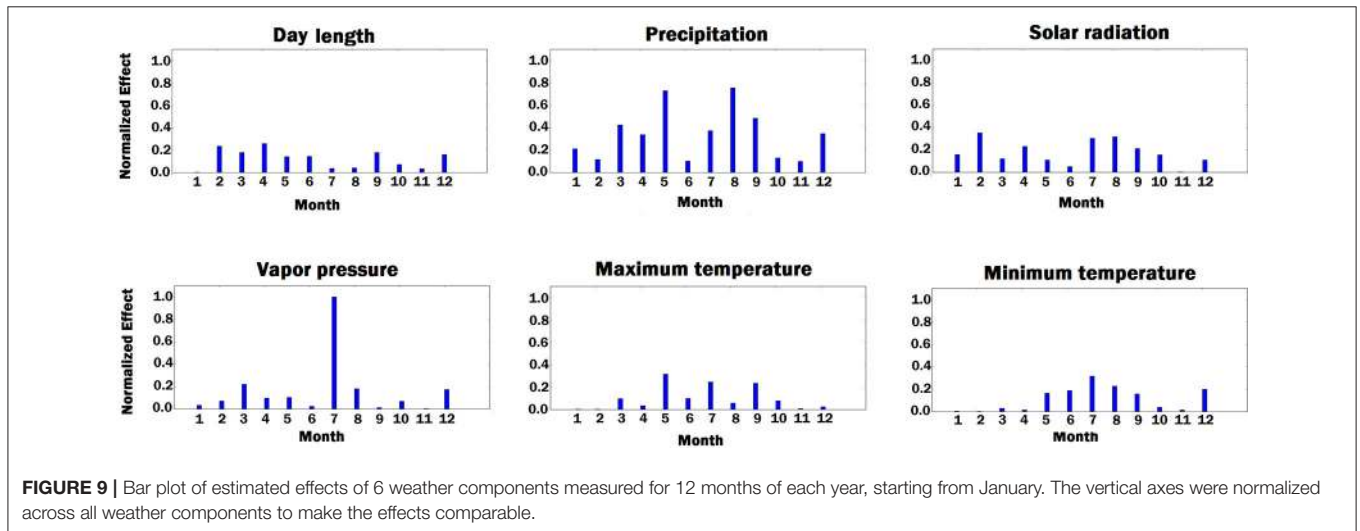 Day length
Normalized Effect
1.0
0.8
0.6
0.4
0.2
0.0
1 2 3 4 5 6 7 8 9 10 11 12
Month
Precipitation
1.0
0.8
0.6
0.4
0.2
0.0
1 2 3 4 5 6 7 8 9 10 11 12
Month
Solar radiation
1.0
0.8
0.6
0.4
0.2
0.0
1 2 3 4 5 6 7 8 9 10 11 12
Month
Vapor pressure
Normalized Effect
1.0
0.8
0.6
0.4
0.2
0.0
1 2 3 4 5 6 7 8 9 10 11 12
Month
Maximum temperature
1.0
0.8
0.6
0.4
0.2
0.0
1 2 3 4 5 6 7 8 9 10 11 12
Month
Minimum temperature
1.0
0.8
0.6
0.4
0.2
0.0
1 2 3 4 5 6 7 8 9 10 11 12
Month
FIGURE 9 | Bar plot of estimated effects of 6 weather components measured for 12 months of each year, starting from January. The vertical axes were normalized
across all weather components to make the effects comparable.